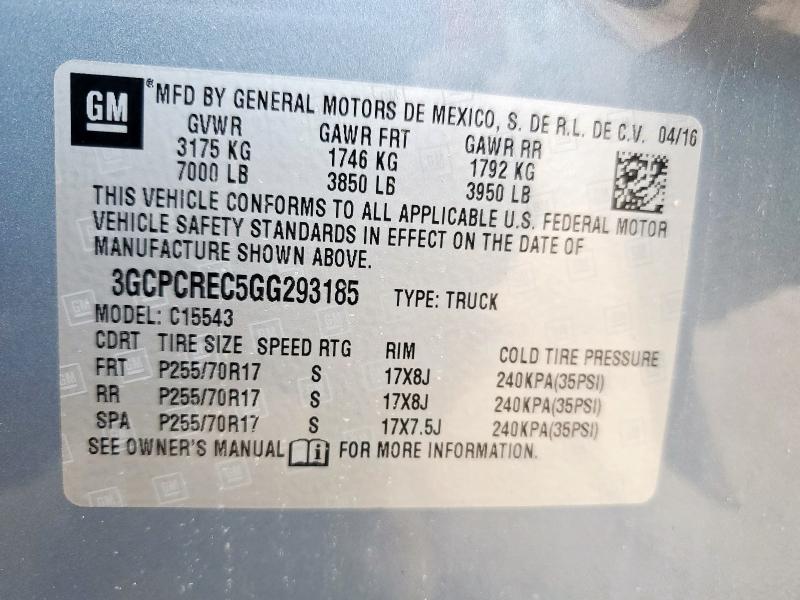 GM ® MFD BY GENERAL MOTORS DE MEXICO, S. DE R.L. DE C.V. 04/16
GVWR GAWR FRT GAWR RR
3175 KG 1746 KG 1792 KG
7000 LB 3850 LB 3950 LB
THIS VEHICLE CONFORMS TO ALL APPLICABLE U.S. FEDERAL MOTOR
VEHICLE SAFETY STANDARDS IN EFFECT ON THE DATE OF
MANUFACTURE SHOWN ABOVE.
3GCPCREC5GG293185 TYPE: TRUCK
MODEL: C15543
CDRT TIRE SIZE SPEED RTG RIM COLD TIRE PRESSURE
FRT P255/70R17 S 17X8J 240KPA(35PSI)
RR P255/70R17 S 17X8J 240KPA(35PSI)
SPA P255/70R17 S 17X7.5J 240KPA(35PSI)
SEE OWNER'S MANUAL i FOR MORE INFORMATION.